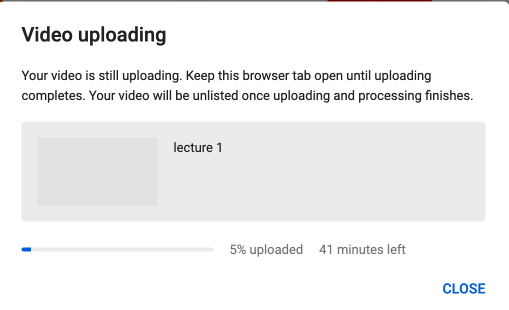 Video uploading
Your video is still uploading. Keep this browser tab open until uploading
completes. Your video will be unlisted once uploading and processing finishes.
lecture 1
5% uploaded 41 minutes left
CLOSE